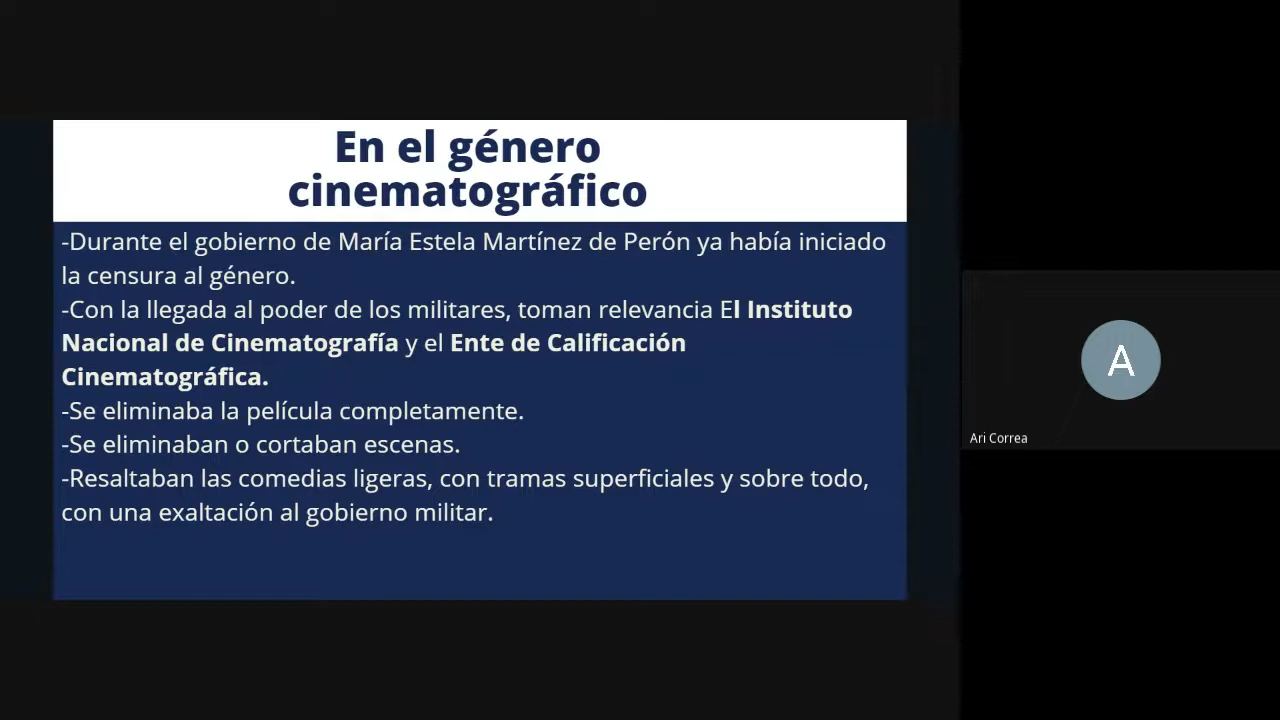 En el género
cinematográfico
-Durante el gobierno de María Estela Martínez de Perón ya había iniciado
la censura al género.
-Con la llegada al poder de los militares, toman relevancia El Instituto
Nacional de Cinematografía y el Ente de Calificación
Cinematográfica.
-Se eliminaba la película completamente.
-Se eliminaban o cortaban escenas.
-Resaltaban las comedias ligeras, con tramas superficiales y sobre todo,
con una exaltación al gobierno militar.
A
Ari Correa